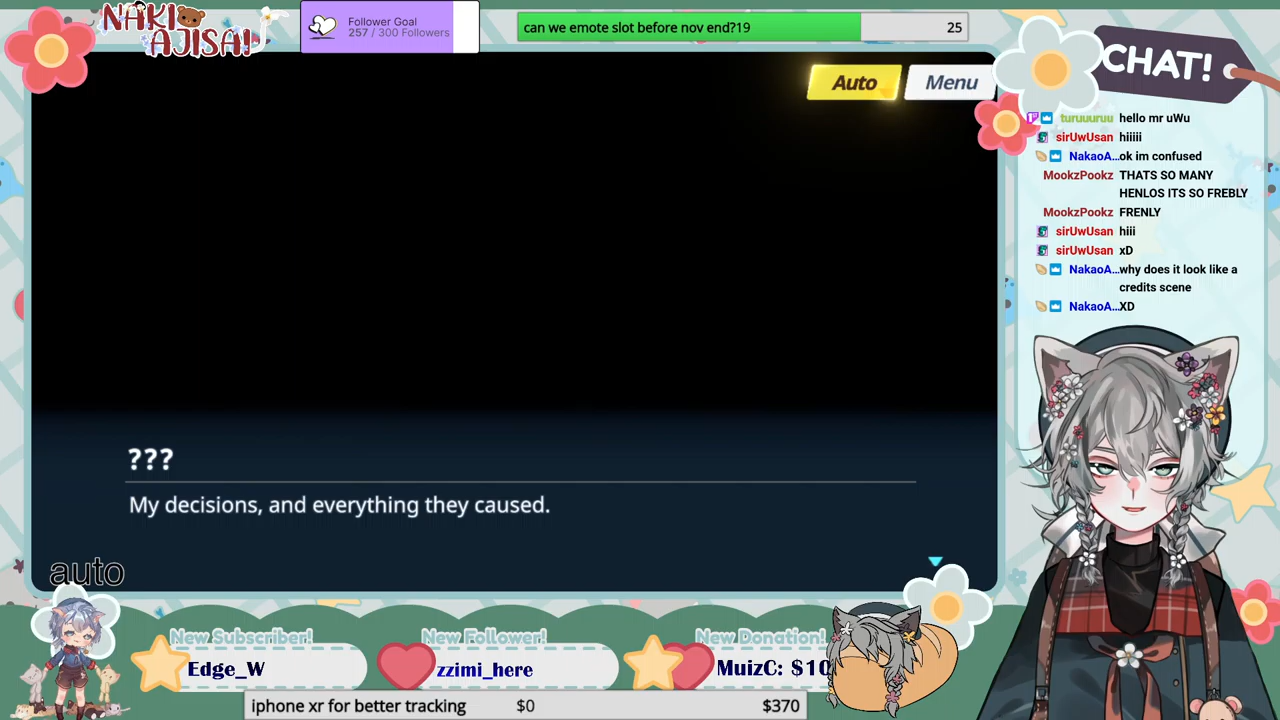 NAKI
AJISAI
Follower Goal
257 / 300 Followers
can we emote slot before nov end?19
25
CHAT!
Auto
Menu
turuuuruu hello mr uWu
sirUwUsan hiiiii
NakaoA...ok im confused
MookzPookz THATS SO MANY
HENLOS ITS SO FREBLY
MookzPookz FRENLY
sirUwUsan hiii
sirUwUsan xD
NakaoA...why does it look like a
credits scene
NakaoA...XD
???
My decisions, and everything they caused.
auto
New Subscriber!
Edge_W
New Follower!
zzimi_here
New Donation!
MuizC: $10
iphone xr for better tracking
$0
$370